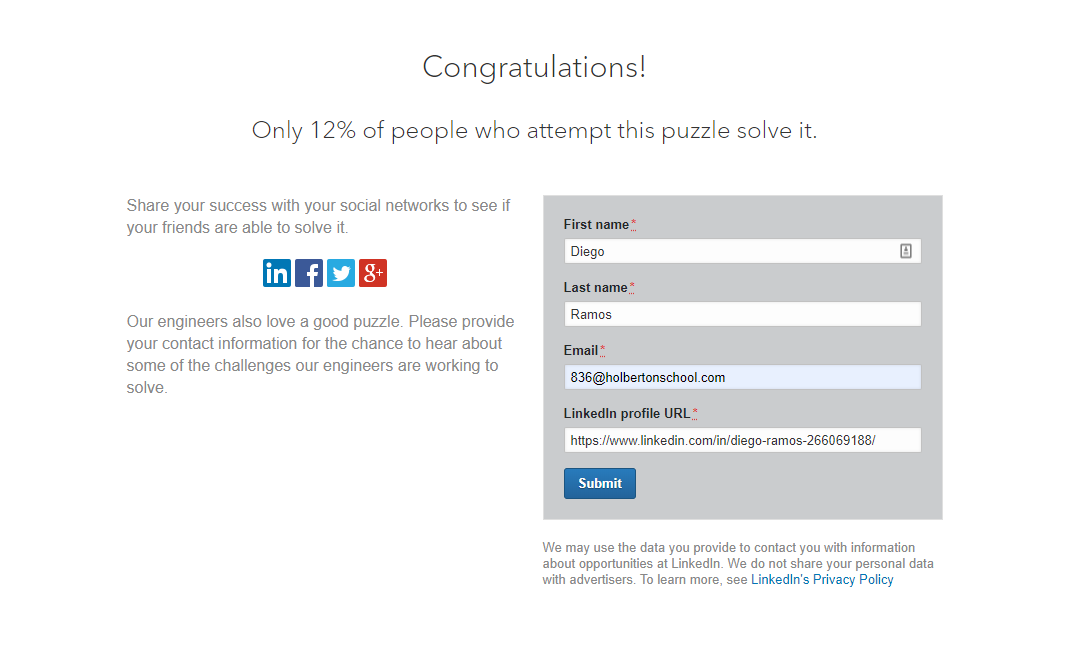 Congratulations!
Only 12% of people who attempt this puzzle solve it.
Share your success with your social networks to see if
your friends are able to solve it.
in f g+
Our engineers also love a good puzzle. Please provide
your contact information for the chance to hear about
some of the challenges our engineers are working to
solve.
First name*
Diego
Last name*
Ramos
Email*
836@holbertonschool.com
LinkedIn profile URL*
https://www.linkedin.com/in/diego-ramos-266069188/
Submit
We may use the data you provide to contact you with information
about opportunities at LinkedIn. We do not share your personal data
with advertisers. To learn more, see LinkedIn's Privacy Policy